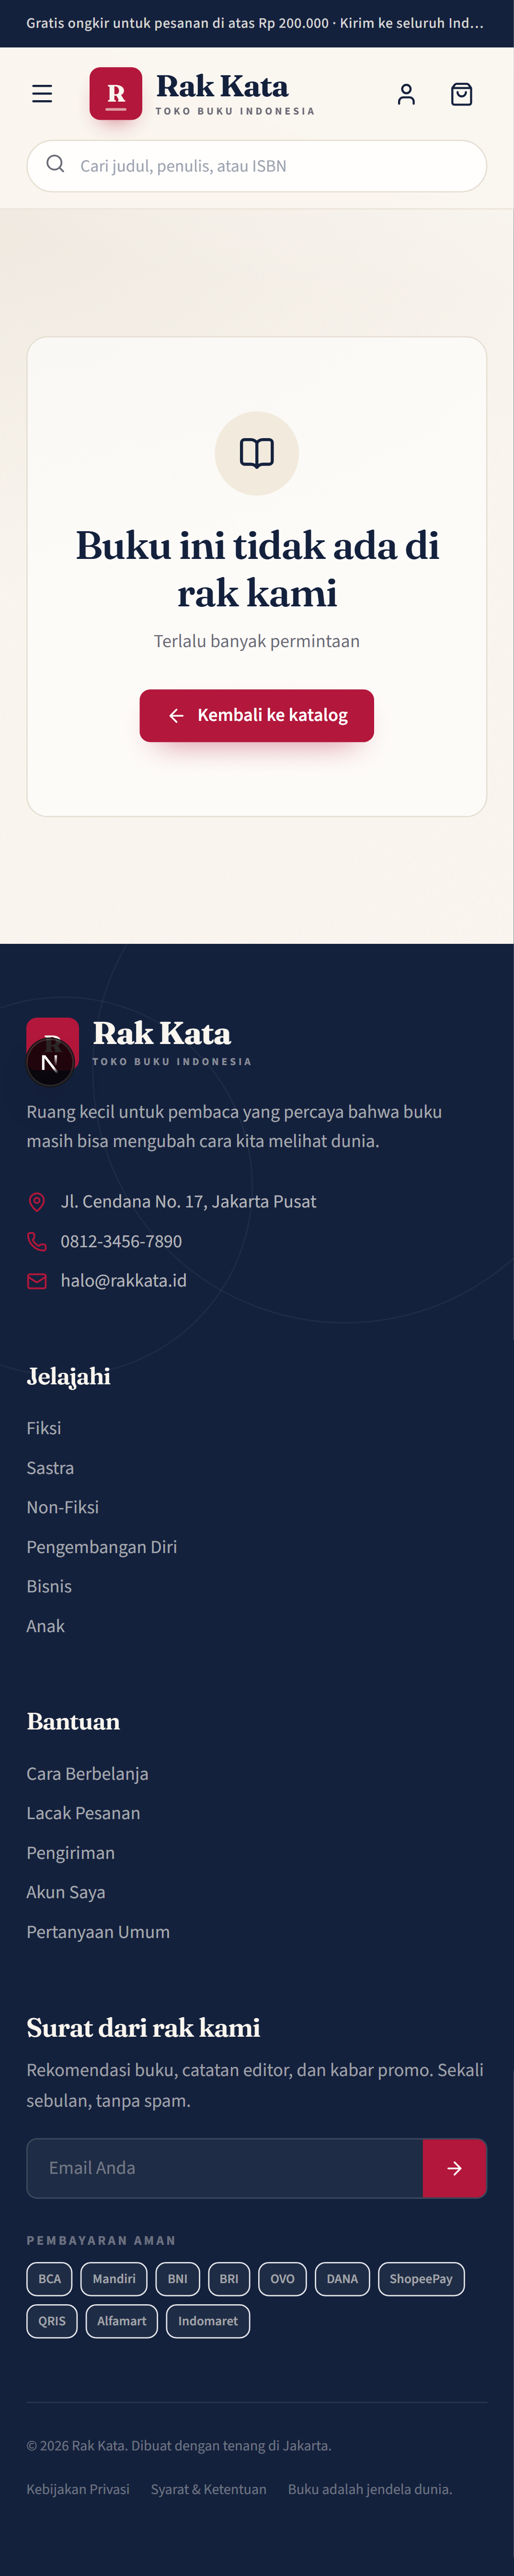 Gratis ongkir untuk pesanan di atas Rp 200.000 · Kirim ke seluruh Ind...
R
Rak Kata
TOKO BUKU INDONESIA
Cari judul, penulis, atau ISBN
Buku ini tidak ada di
rak kami
Terlalu banyak permintaan
Kembali ke katalog
R
N
Rak Kata
TOKO BUKU INDONESIA
Ruang kecil untuk pembaca yang percaya bahwa buku
masih bisa mengubah cara kita melihat dunia.
Jl. Cendana No. 17, Jakarta Pusat
0812-3456-7890
halo@rakkata.id
Jelajahi
Fiksi
Sastra
Non-Fiksi
Pengembangan Diri
Bisnis
Anak
Bantuan
Cara Berbelanja
Lacak Pesanan
Pengiriman
Akun Saya
Pertanyaan Umum
Surat dari rak kami
Rekomendasi buku, catatan editor, dan kabar promo. Sekali
sebulan, tanpa spam.
Email Anda
PEMBAYARAN AMAN
BCA Mandiri BNI BRI OVO DANA ShopeePay
QRIS Alfamart Indomaret
© 2026 Rak Kata. Dibuat dengan tenang di Jakarta.
Kebijakan Privasi Syarat & Ketentuan Buku adalah jendela dunia.